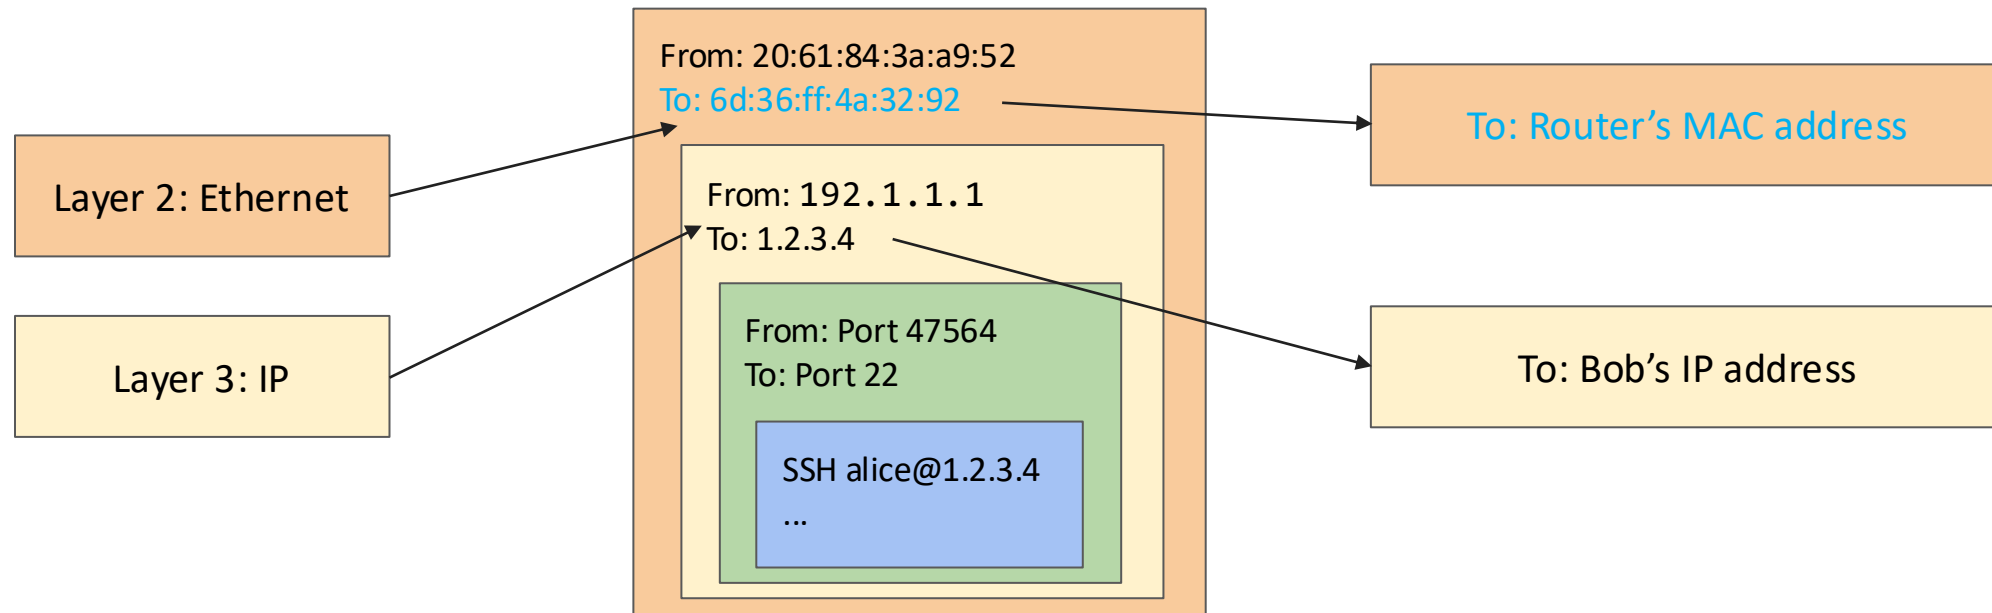 Layer 2: Ethernet
Layer 3: IP
From: 20:61:84:3a:a9:52
To: 6d:36:ff:4a:32:92
From: 192.1.1.1
To: 1.2.3.4
From: Port 47564
To: Port 22
SSH alice@1.2.3.4
...
To: Router’s MAC address
To: Bob’s IP address